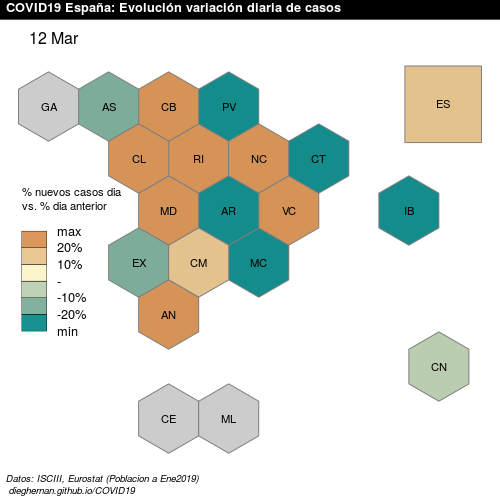 COVID19 España: Evolución variación diaria de casos
12 Mar
GA AS CB PV ES
CL RI NC CT
% nuevos casos dia
vs. % dia anterior
MD AR VC IB
max
20%
10%
-
-10%
-20%
min
EX CM MC
AN
CN
CE ML
Datos: ISCIII, Eurostat (Poblacion a Ene2019)
dieghernan.github.io/COVID19